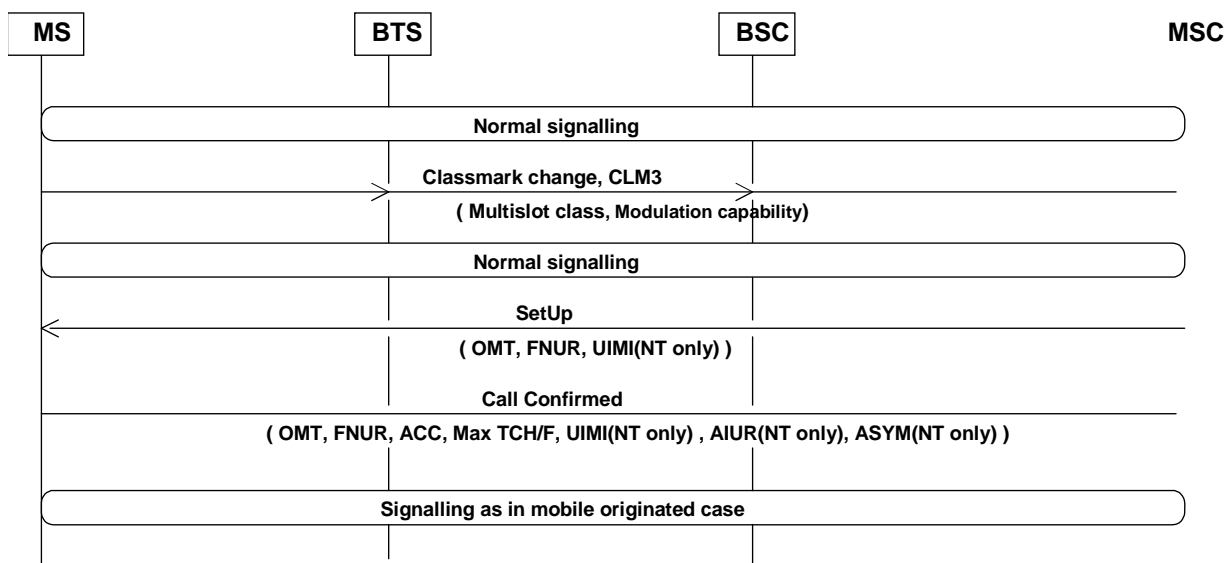 MS BTS BSC MSC
Normal signalling
Classmark change, CLM3
( Multislot class, Modulation capability)
Normal signalling
SetUp
( OMT, FNUR, UIMI(NT only) )
Call Confirmed
( OMT, FNUR, ACC, Max TCH/F, UIMI(NT only) , AIUR(NT only), ASYM(NT only) )
Signalling as in mobile originated case